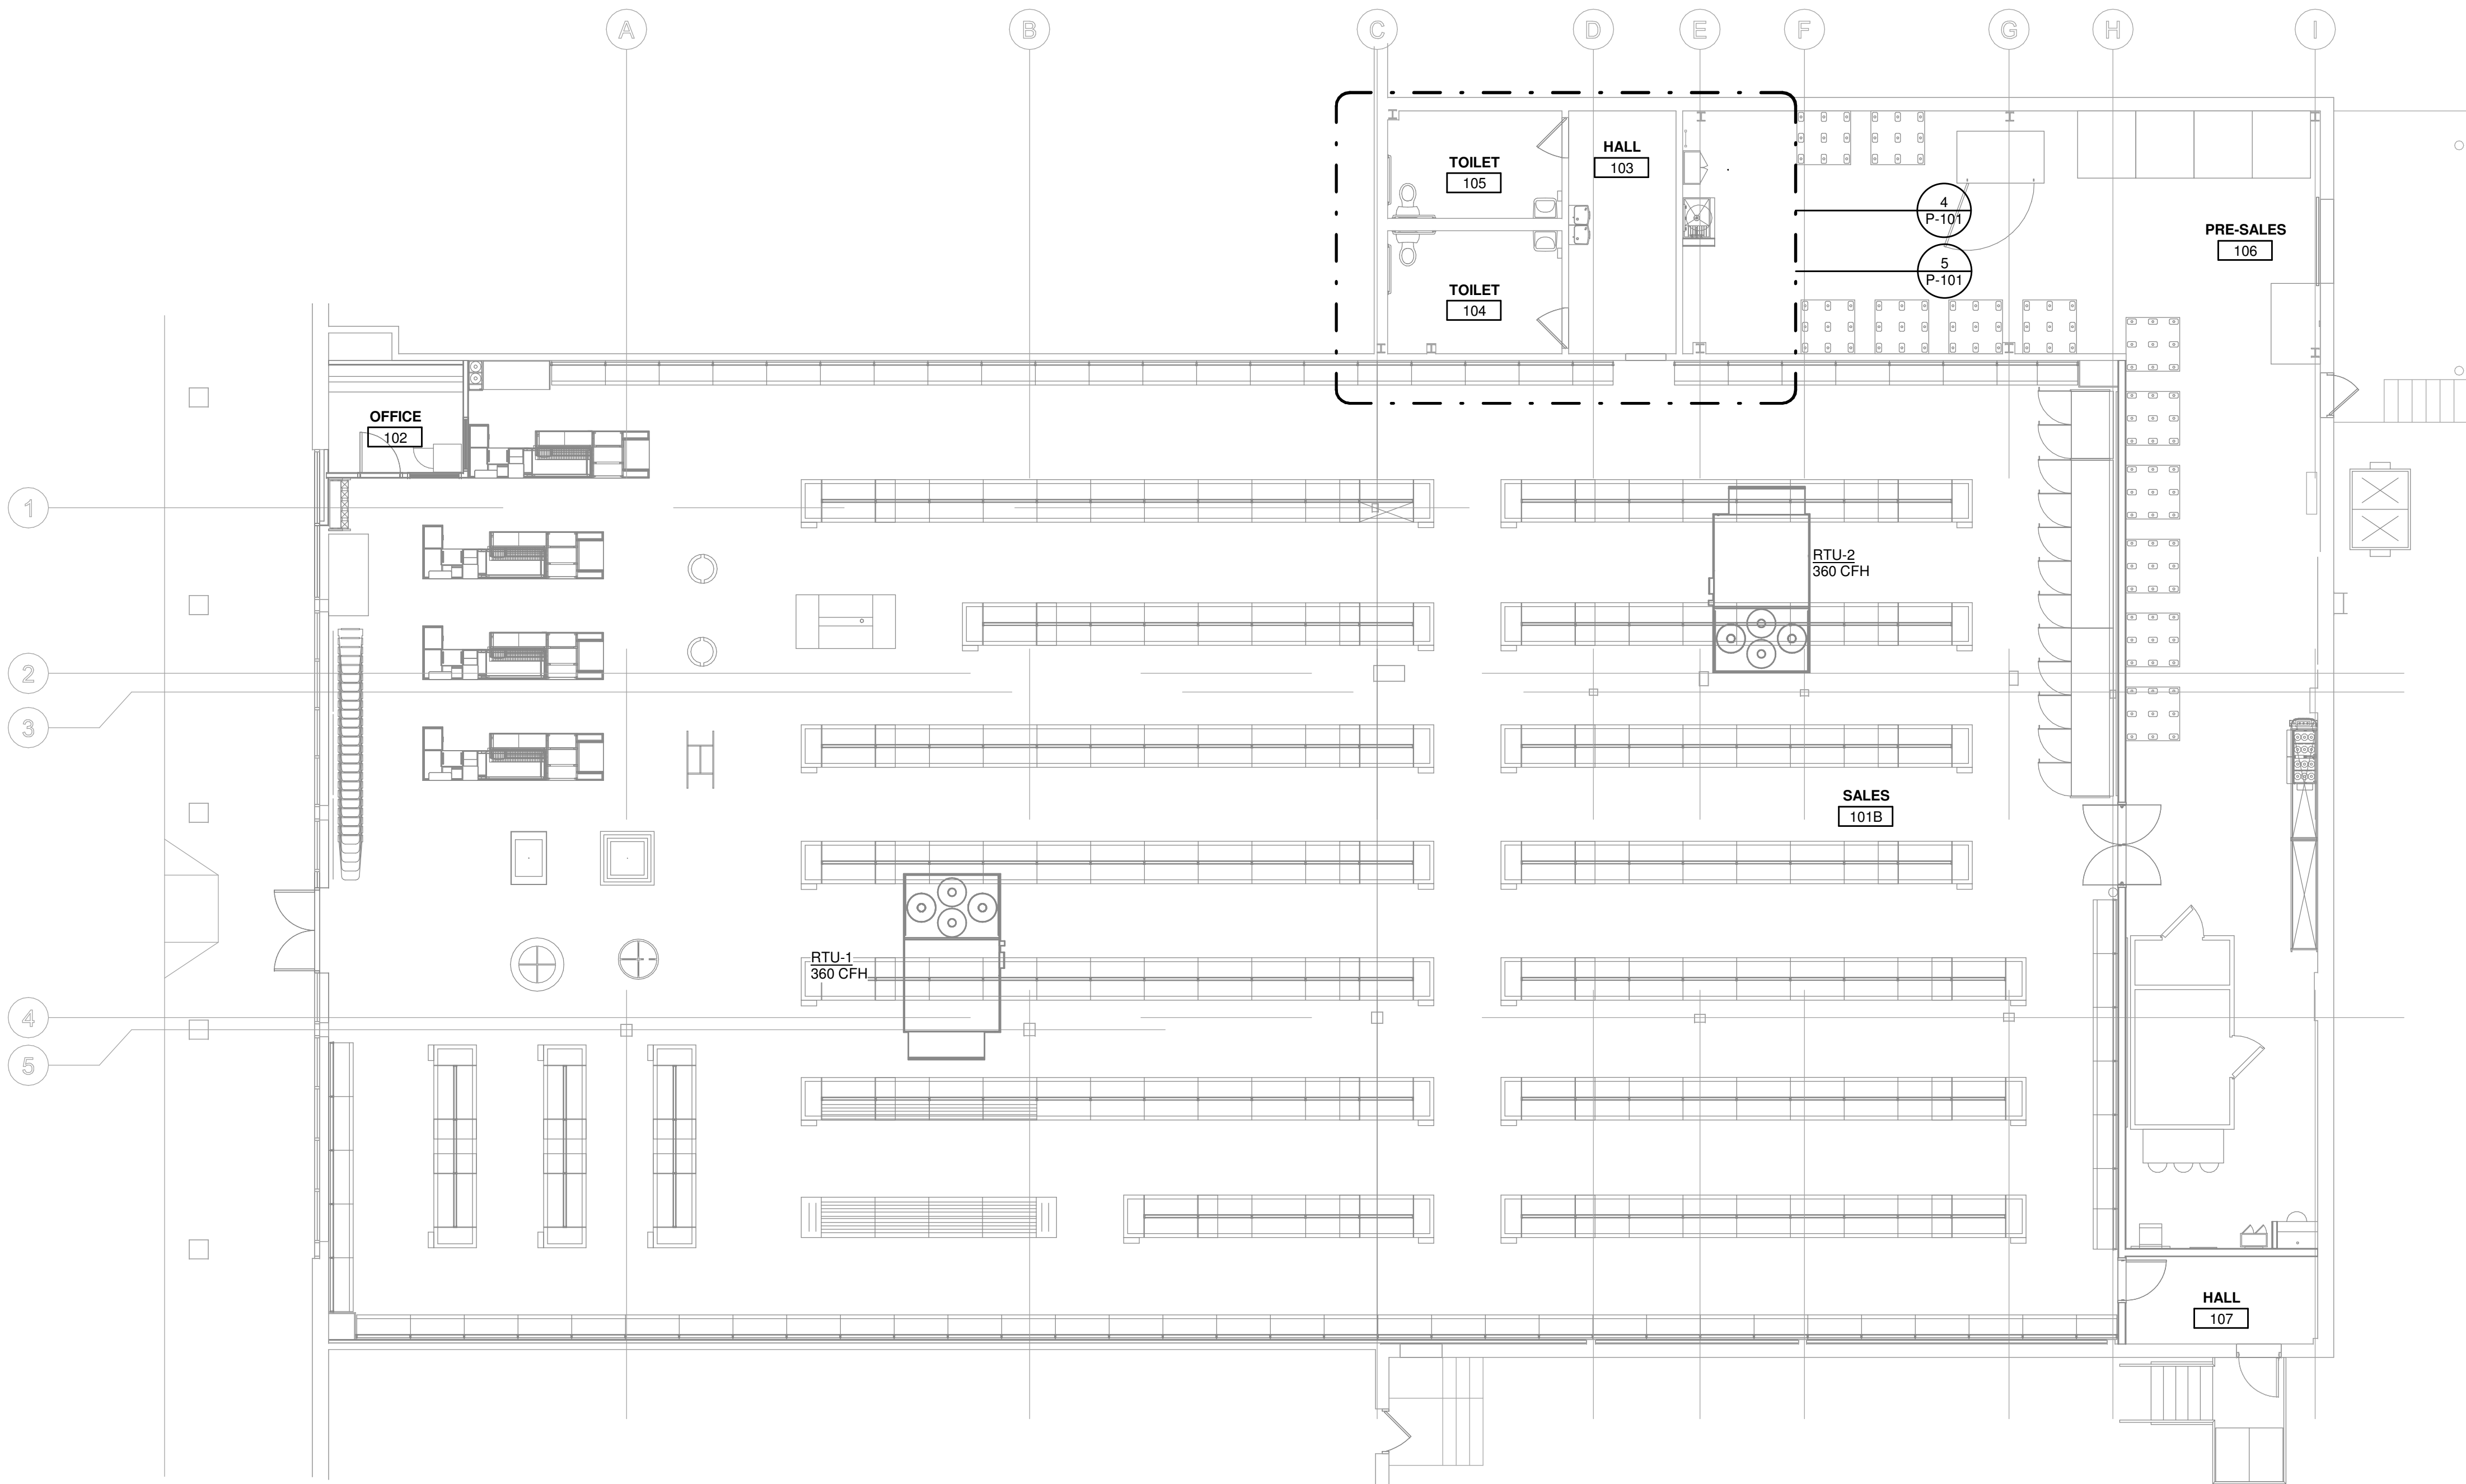 A
B
C
D
E
F
G
H
I
HALL
103
TOILET
105
4
P-101
PRE-SALES
106
5
P-101
TOILET
104
OFFICE
102
1
RTU-2
360 CFH
2
3
SALES
101B
RTU-1
360 CFH
4
5
HALL
107